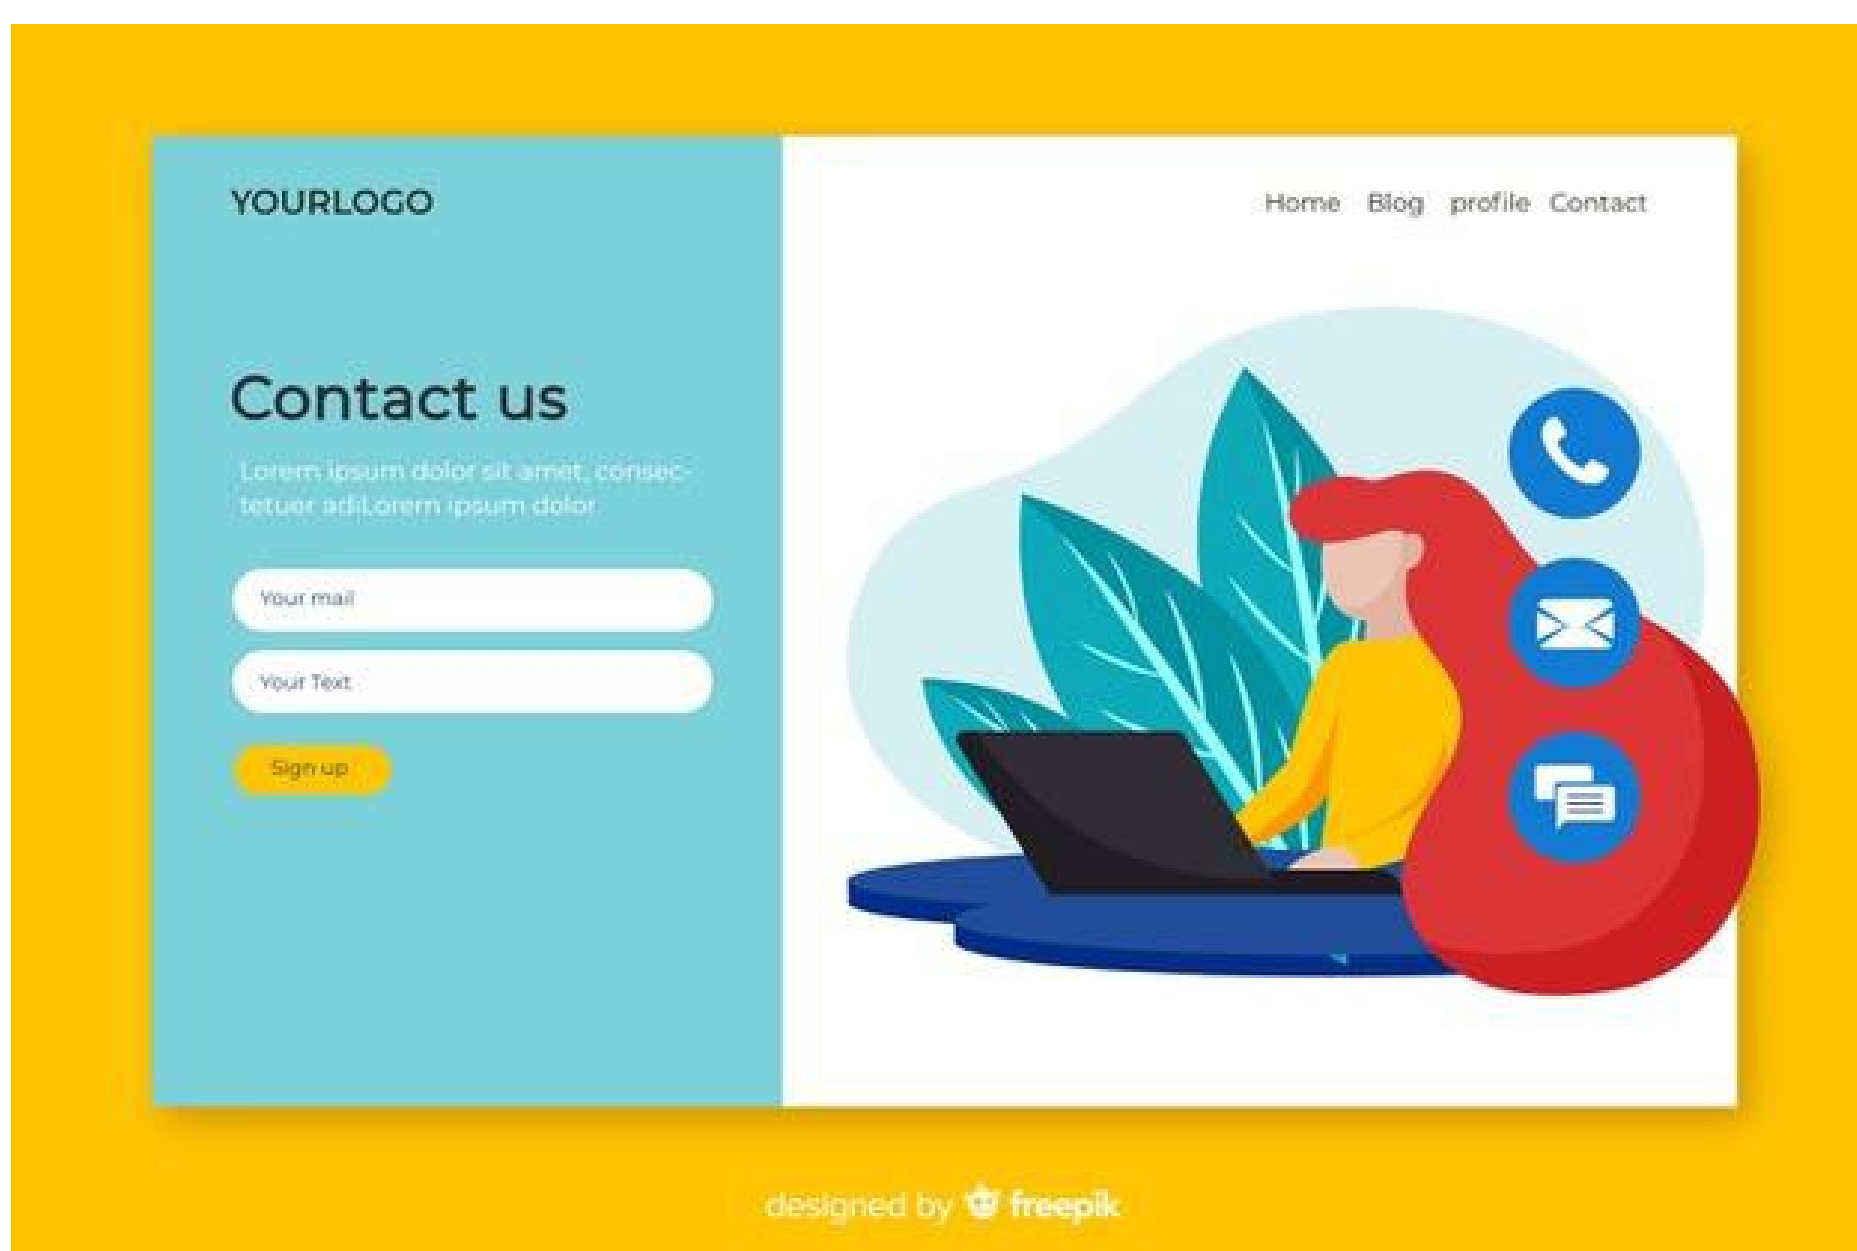 YOURLOGO
Home Blog profile Contact
Contact us
Lorem ipsum dolor sit amet, consec-
tetuer adiLorem ipsum dolor
Your mail
Your Text
Sign up
designed by freepik